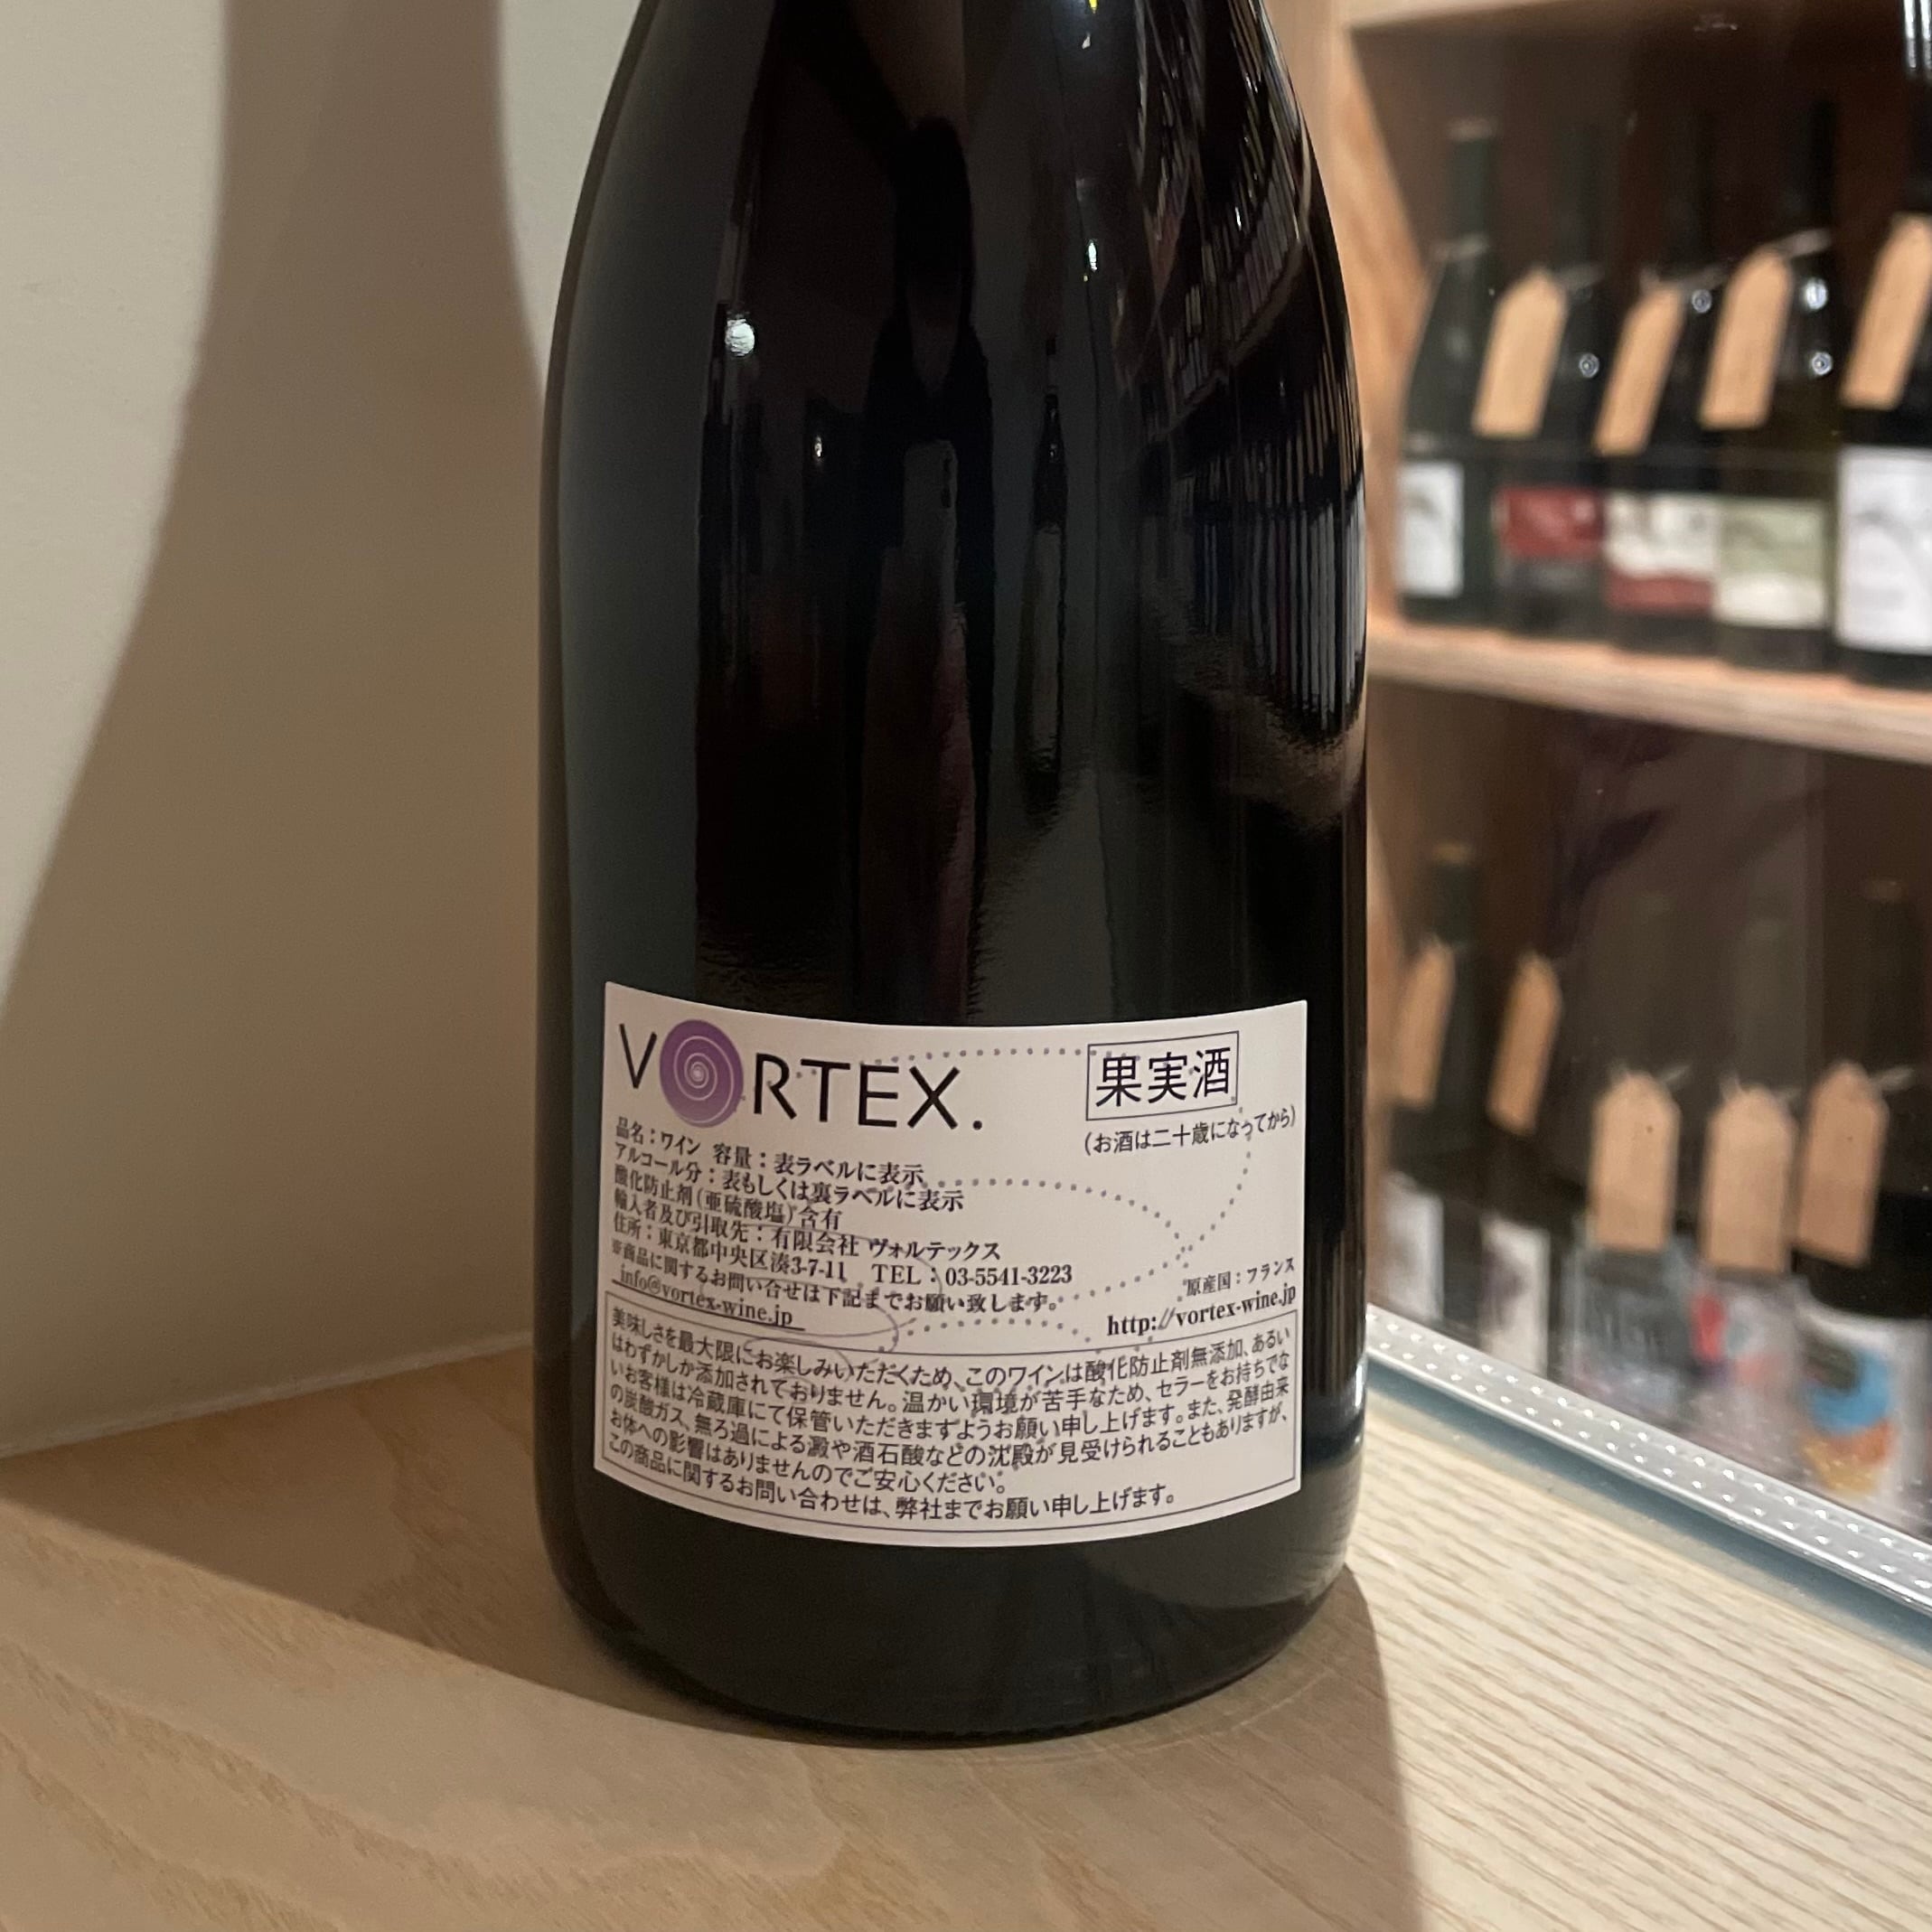 VORTEX.
果実酒
(お酒は二十歳になってから)
品名：ワイン 容量：表ラベルに表示
アルコール分：表もしくは裏ラベルに表示
酸化防止剤(亜硫酸塩)含有
輸入者及び引取先：有限会社 ヴォルテックス
住所：東京都中央区湊3-7-11 TEL：03-5541-3223
※商品に関するお問い合せは下記までお願い致します。
原産国：フランス
info@vortex-wine.jp
http://vortex-wine.jp
美味しさを最大限にお楽しみいただくため、このワインは酸化防止剤無添加、あるい
はわずかしか添加されておりません。温かい環境が苦手なため、セラーをお持ちでな
いお客様は冷蔵庫にて保管いただきますようお願い申し上げます。また、発酵由来
の炭酸ガス、無ろ過による澱や酒石酸などの沈殿が見受けられることもありますが、
お体への影響はありませんのでご安心ください。
この商品に関するお問い合わせは、弊社までお願い申し上げます。